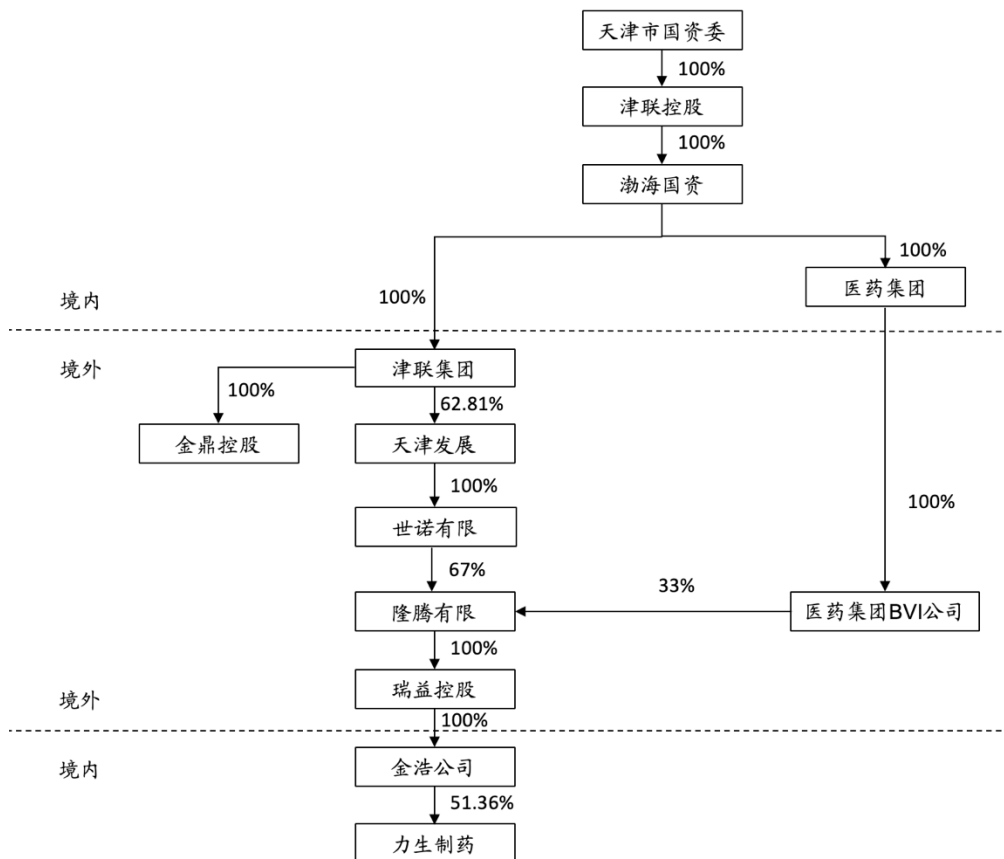 天津市国资委
100%
津联控股
100%
渤海国资
100%
100%
境内
医药集团
境外
津联集团
100%
62.81%
金鼎控股
天津发展
100%
100%
世诺有限
67%
33%
隆腾有限
医药集团BVI公司
100%
瑞益控股
境外
100%
境内
金浩公司
51.36%
力生制药